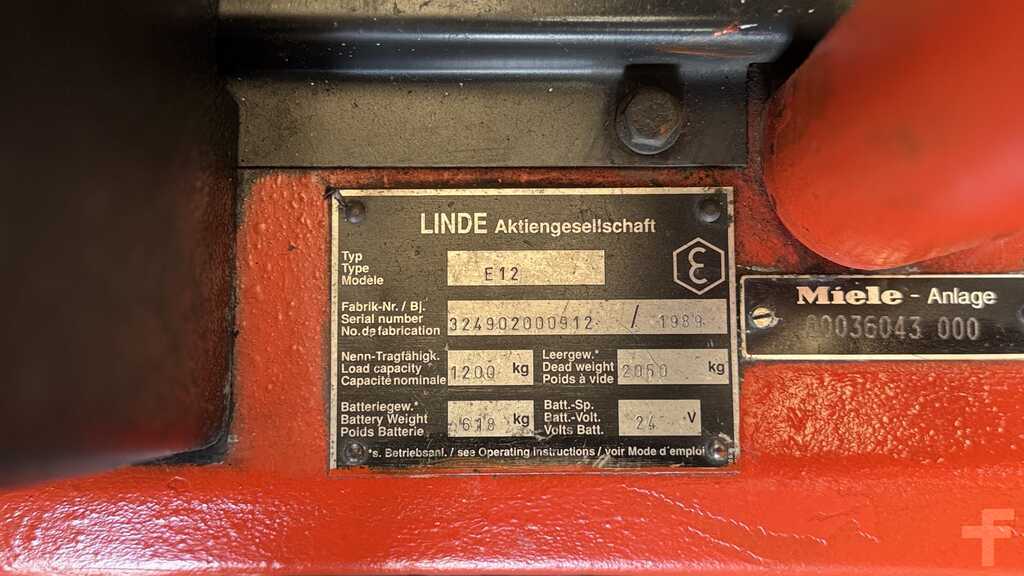 LINDE Aktiengesellschaft
Typ
Type
Modèle
E12
Fabrik-Nr. / Bj.
Serial number
No. de fabrication
324902000912 / 1989
Nenn-Tragfähigk.
Load capacity
Capacité nominale
1200 kg
Leergew.*
Dead weight
Poids à vide
2060 kg
Batteriegew.*
Battery Weight
Poids Batterie
618 kg
Batt.-Sp.
Batt.-Volt.
Volts Batt.
24 V
*s. Betriebsanl. / see Operating instructions / voir Mode d'emploi
Miele - Anlage
00036043 000